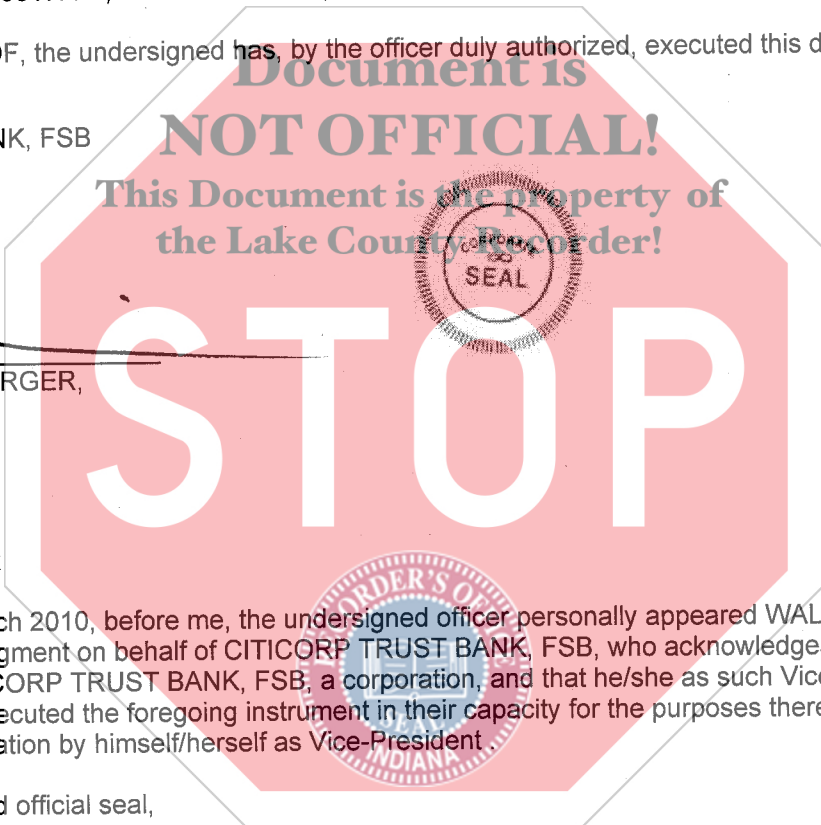 OF, the undersigned has, by the officer duly authorized, executed this d
Document is
NK, FSB
NOT OFFICIAL!
This Document is the property of
the Lake County Recorder!
CORPORATE
SEAL
STOP
RGER,
RECORDER'S OFFICE
ch 2010, before me, the undersigned officer personally appeared WAL
gment on behalf of CITICORP TRUST BANK, FSB, who acknowledge
CORP TRUST BANK, FSB, a corporation, and that he/she as such Vice
ecuted the foregoing instrument in their capacity for the purposes there
SEAL
ation by himself/herself as Vice-President .
INDIANA
d official seal,